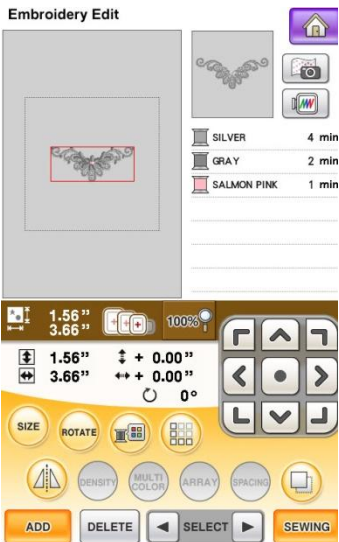 Embroidery Edit
SILVER 4 min
GRAY 2 min
SALMON PINK 1 min
1.56"
3.66"
100%
1.56" + 0.00"
3.66" + 0.00"
0°
SIZE
ROTATE
DENSITY
MULTI
COLOR
ARRAY
SPACING
ADD
DELETE
SELECT
SEWING